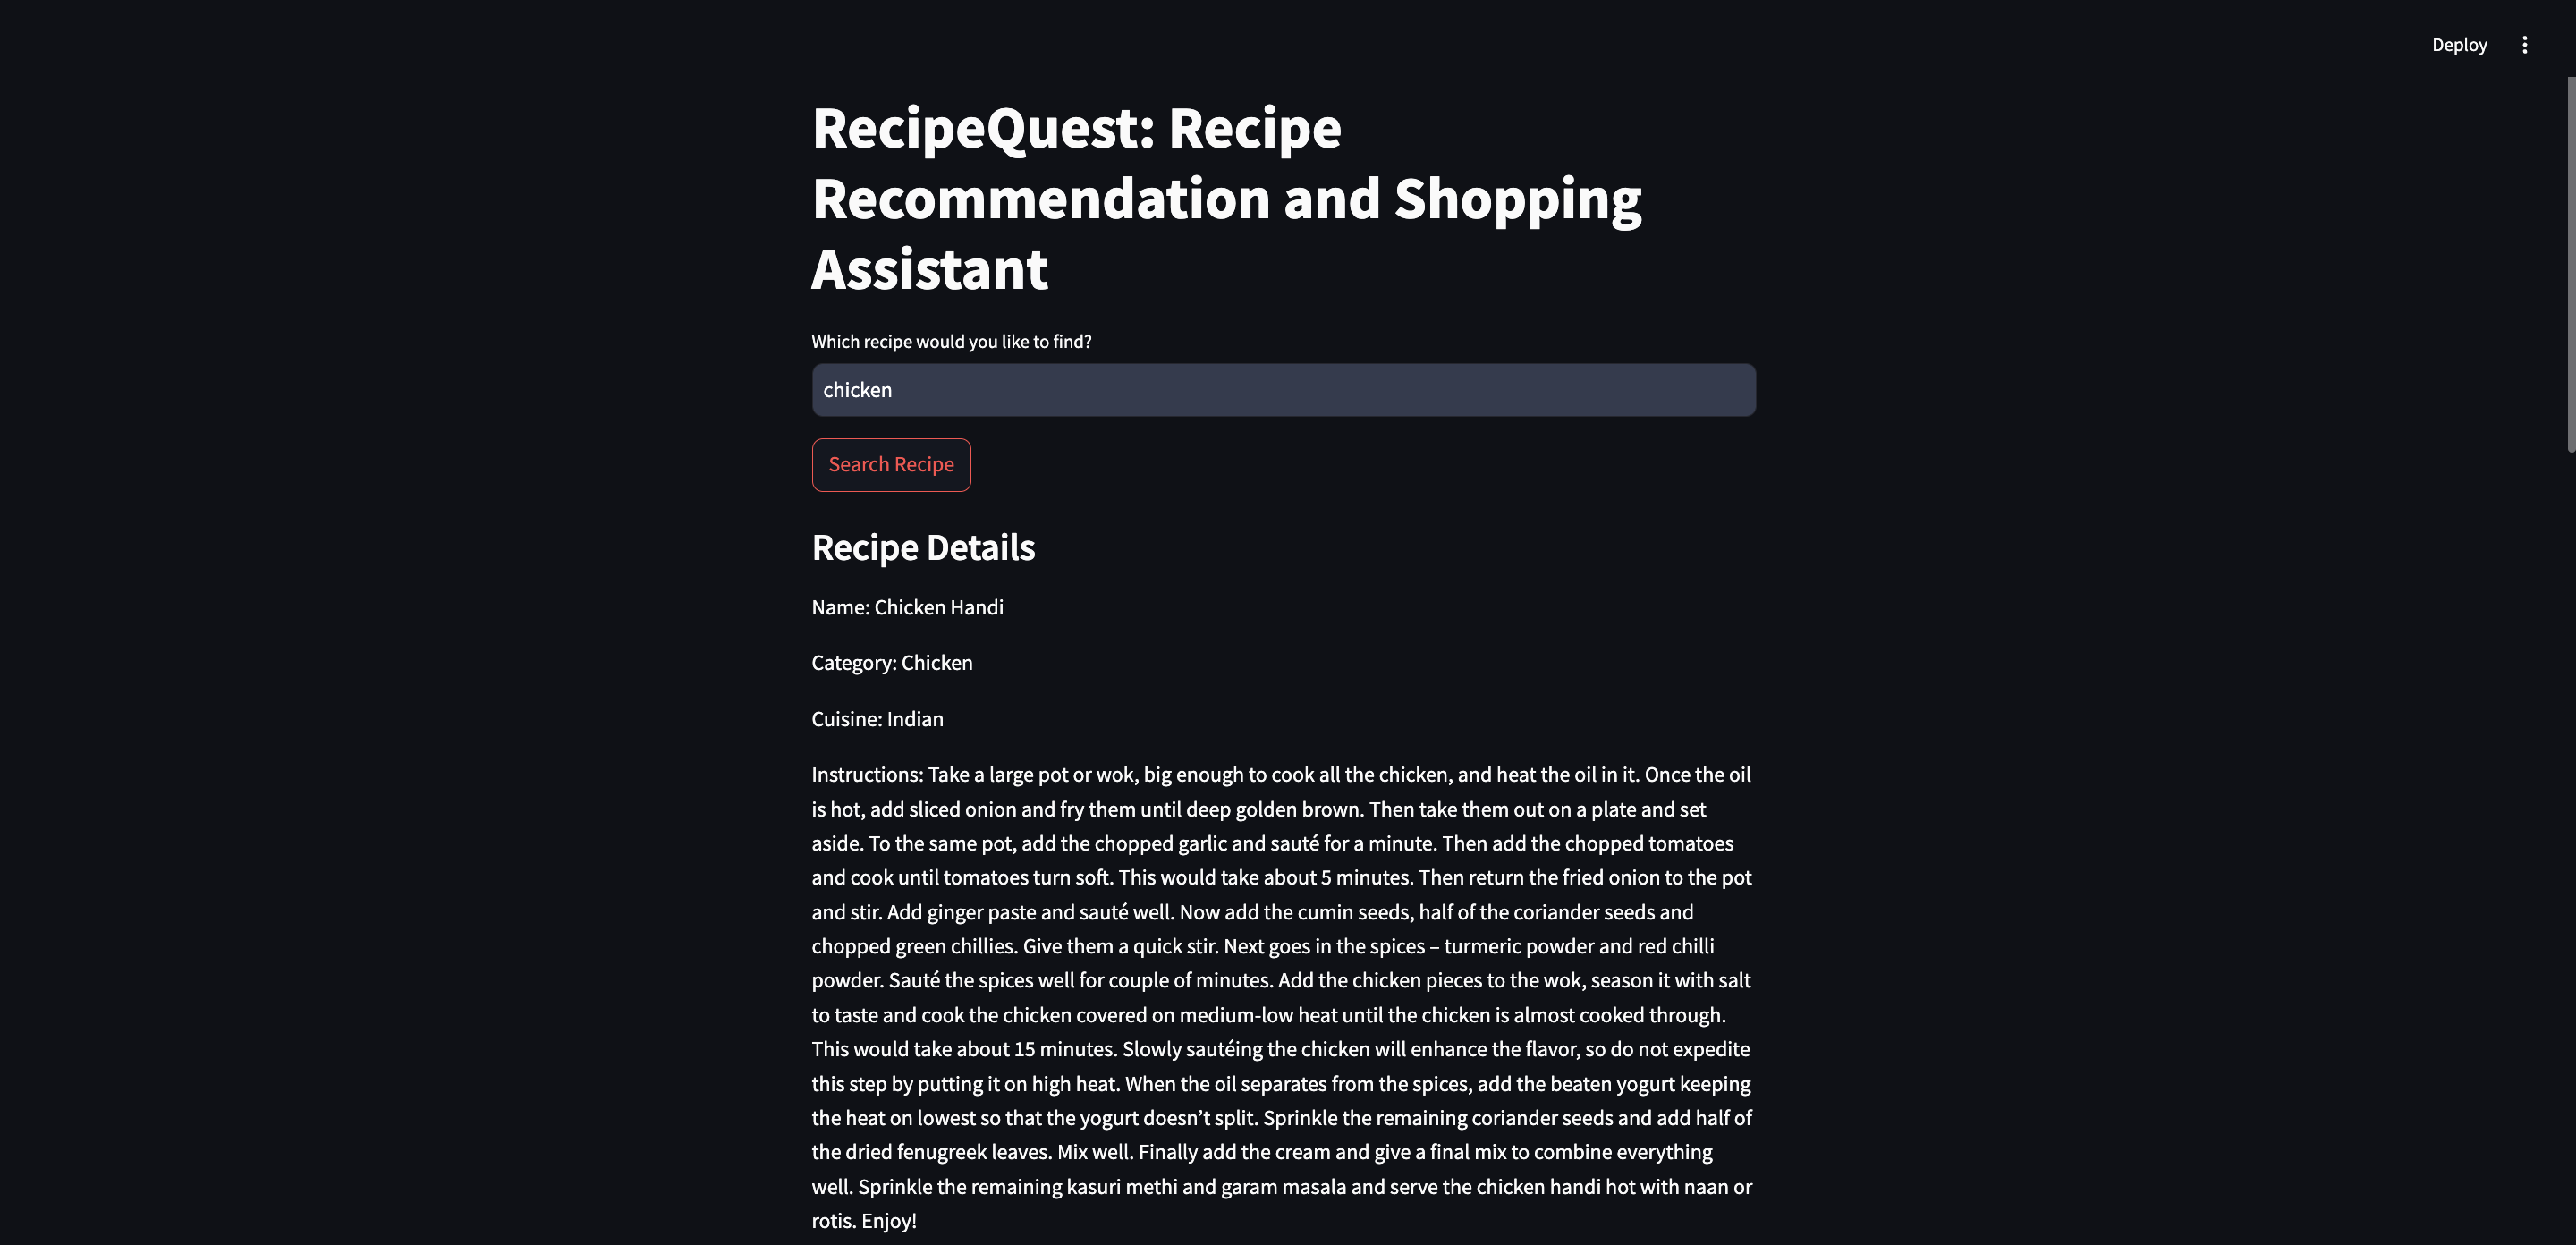 Deploy
RecipeQuest: Recipe
Recommendation and Shopping
Assistant
Which recipe would you like to find?
chicken
Search Recipe
Recipe Details
Name: Chicken Handi
Category: Chicken
Cuisine: Indian
Instructions: Take a large pot or wok, big enough to cook all the chicken, and heat the oil in it. Once the oil
is hot, add sliced onion and fry them until deep golden brown. Then take them out on a plate and set
aside. To the same pot, add the chopped garlic and sauté for a minute. Then add the chopped tomatoes
and cook until tomatoes turn soft. This would take about 5 minutes. Then return the fried onion to the pot
and stir. Add ginger paste and sauté well. Now add the cumin seeds, half of the coriander seeds and
chopped green chillies. Give them a quick stir. Next goes in the spices – turmeric powder and red chilli
powder. Sauté the spices well for couple of minutes. Add the chicken pieces to the wok, season it with salt
to taste and cook the chicken covered on medium-low heat until the chicken is almost cooked through.
This would take about 15 minutes. Slowly sautéing the chicken will enhance the flavor, so do not expedite
this step by putting it on high heat. When the oil separates from the spices, add the beaten yogurt keeping
the heat on lowest so that the yogurt doesn’t split. Sprinkle the remaining coriander seeds and add half of
the dried fenugreek leaves. Mix well. Finally add the cream and give a final mix to combine everything
well. Sprinkle the remaining kasuri methi and garam masala and serve the chicken handi hot with naan or
rotis. Enjoy!